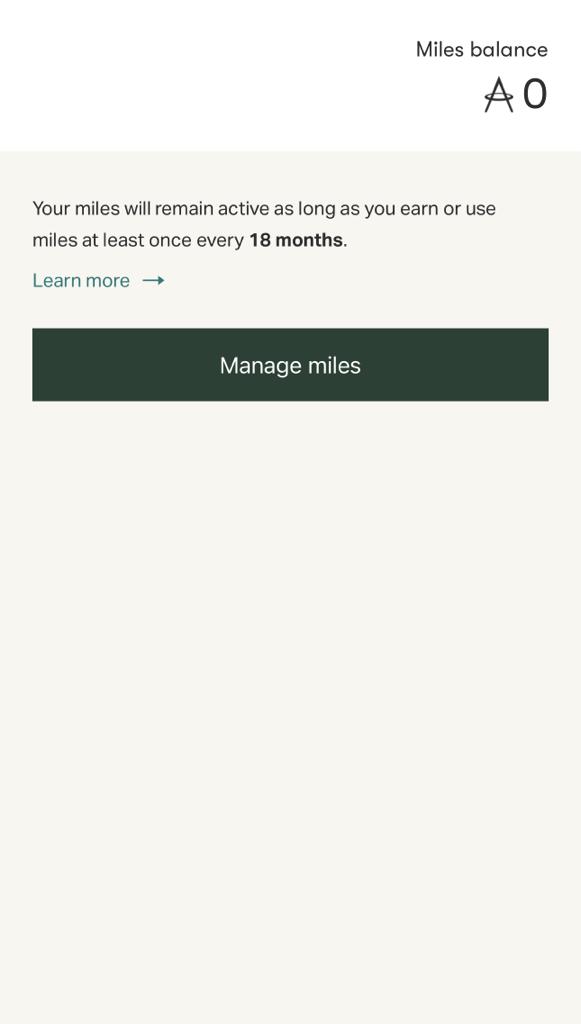 Miles balance
0
Your miles will remain active as long as you earn or use
miles at least once every 18 months.
Learn more →
Manage miles